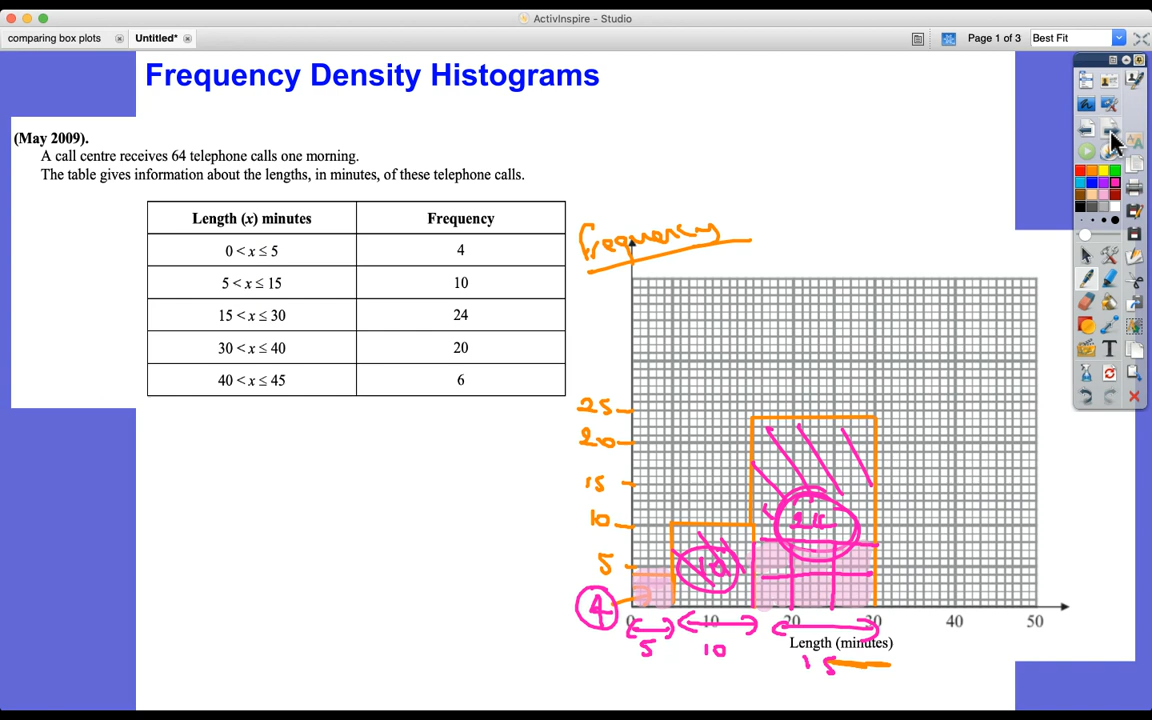 ActivInspire - Studio
comparing box plots
Untitled*
Page 1 of 3
Best Fit
Frequency Density Histograms
(May 2009).
A call centre receives 64 telephone calls one morning.
The table gives information about the lengths, in minutes, of these telephone calls.
Length (x) minutes Frequency
0 < x ≤ 5 4
5 < x ≤ 15 10
15 < x ≤ 30 24
30 < x ≤ 40 20
40 < x ≤ 45 6
frequency
25
20
15
10
5
4
10
24
0 10 20 30 40 50
5 10
Length (minutes)
15